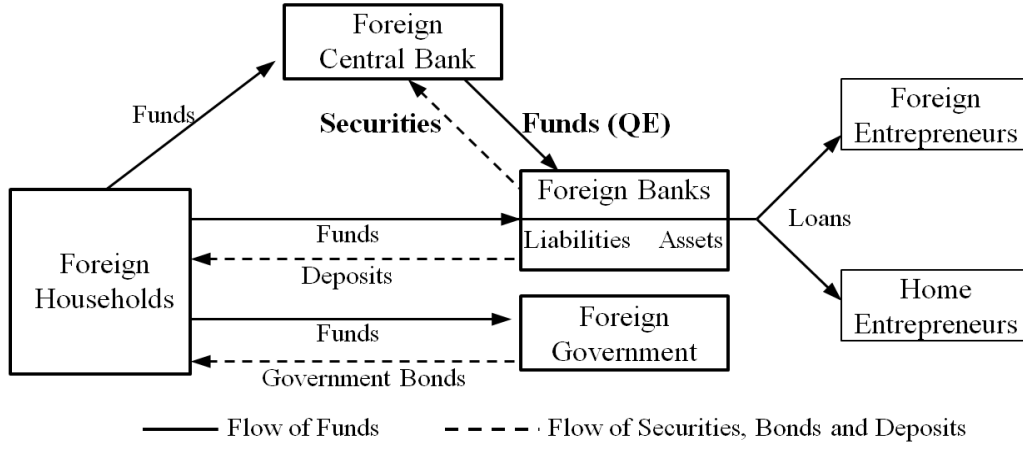 Foreign
Central Bank
Funds
Securities
Funds (QE)
Foreign
Entrepreneurs
Foreign Banks
Liabilities
Assets
Loans
Funds
Deposits
Foreign
Households
Home
Entrepreneurs
Funds
Foreign
Government
Government Bonds
Flow of Funds
Flow of Securities, Bonds and Deposits